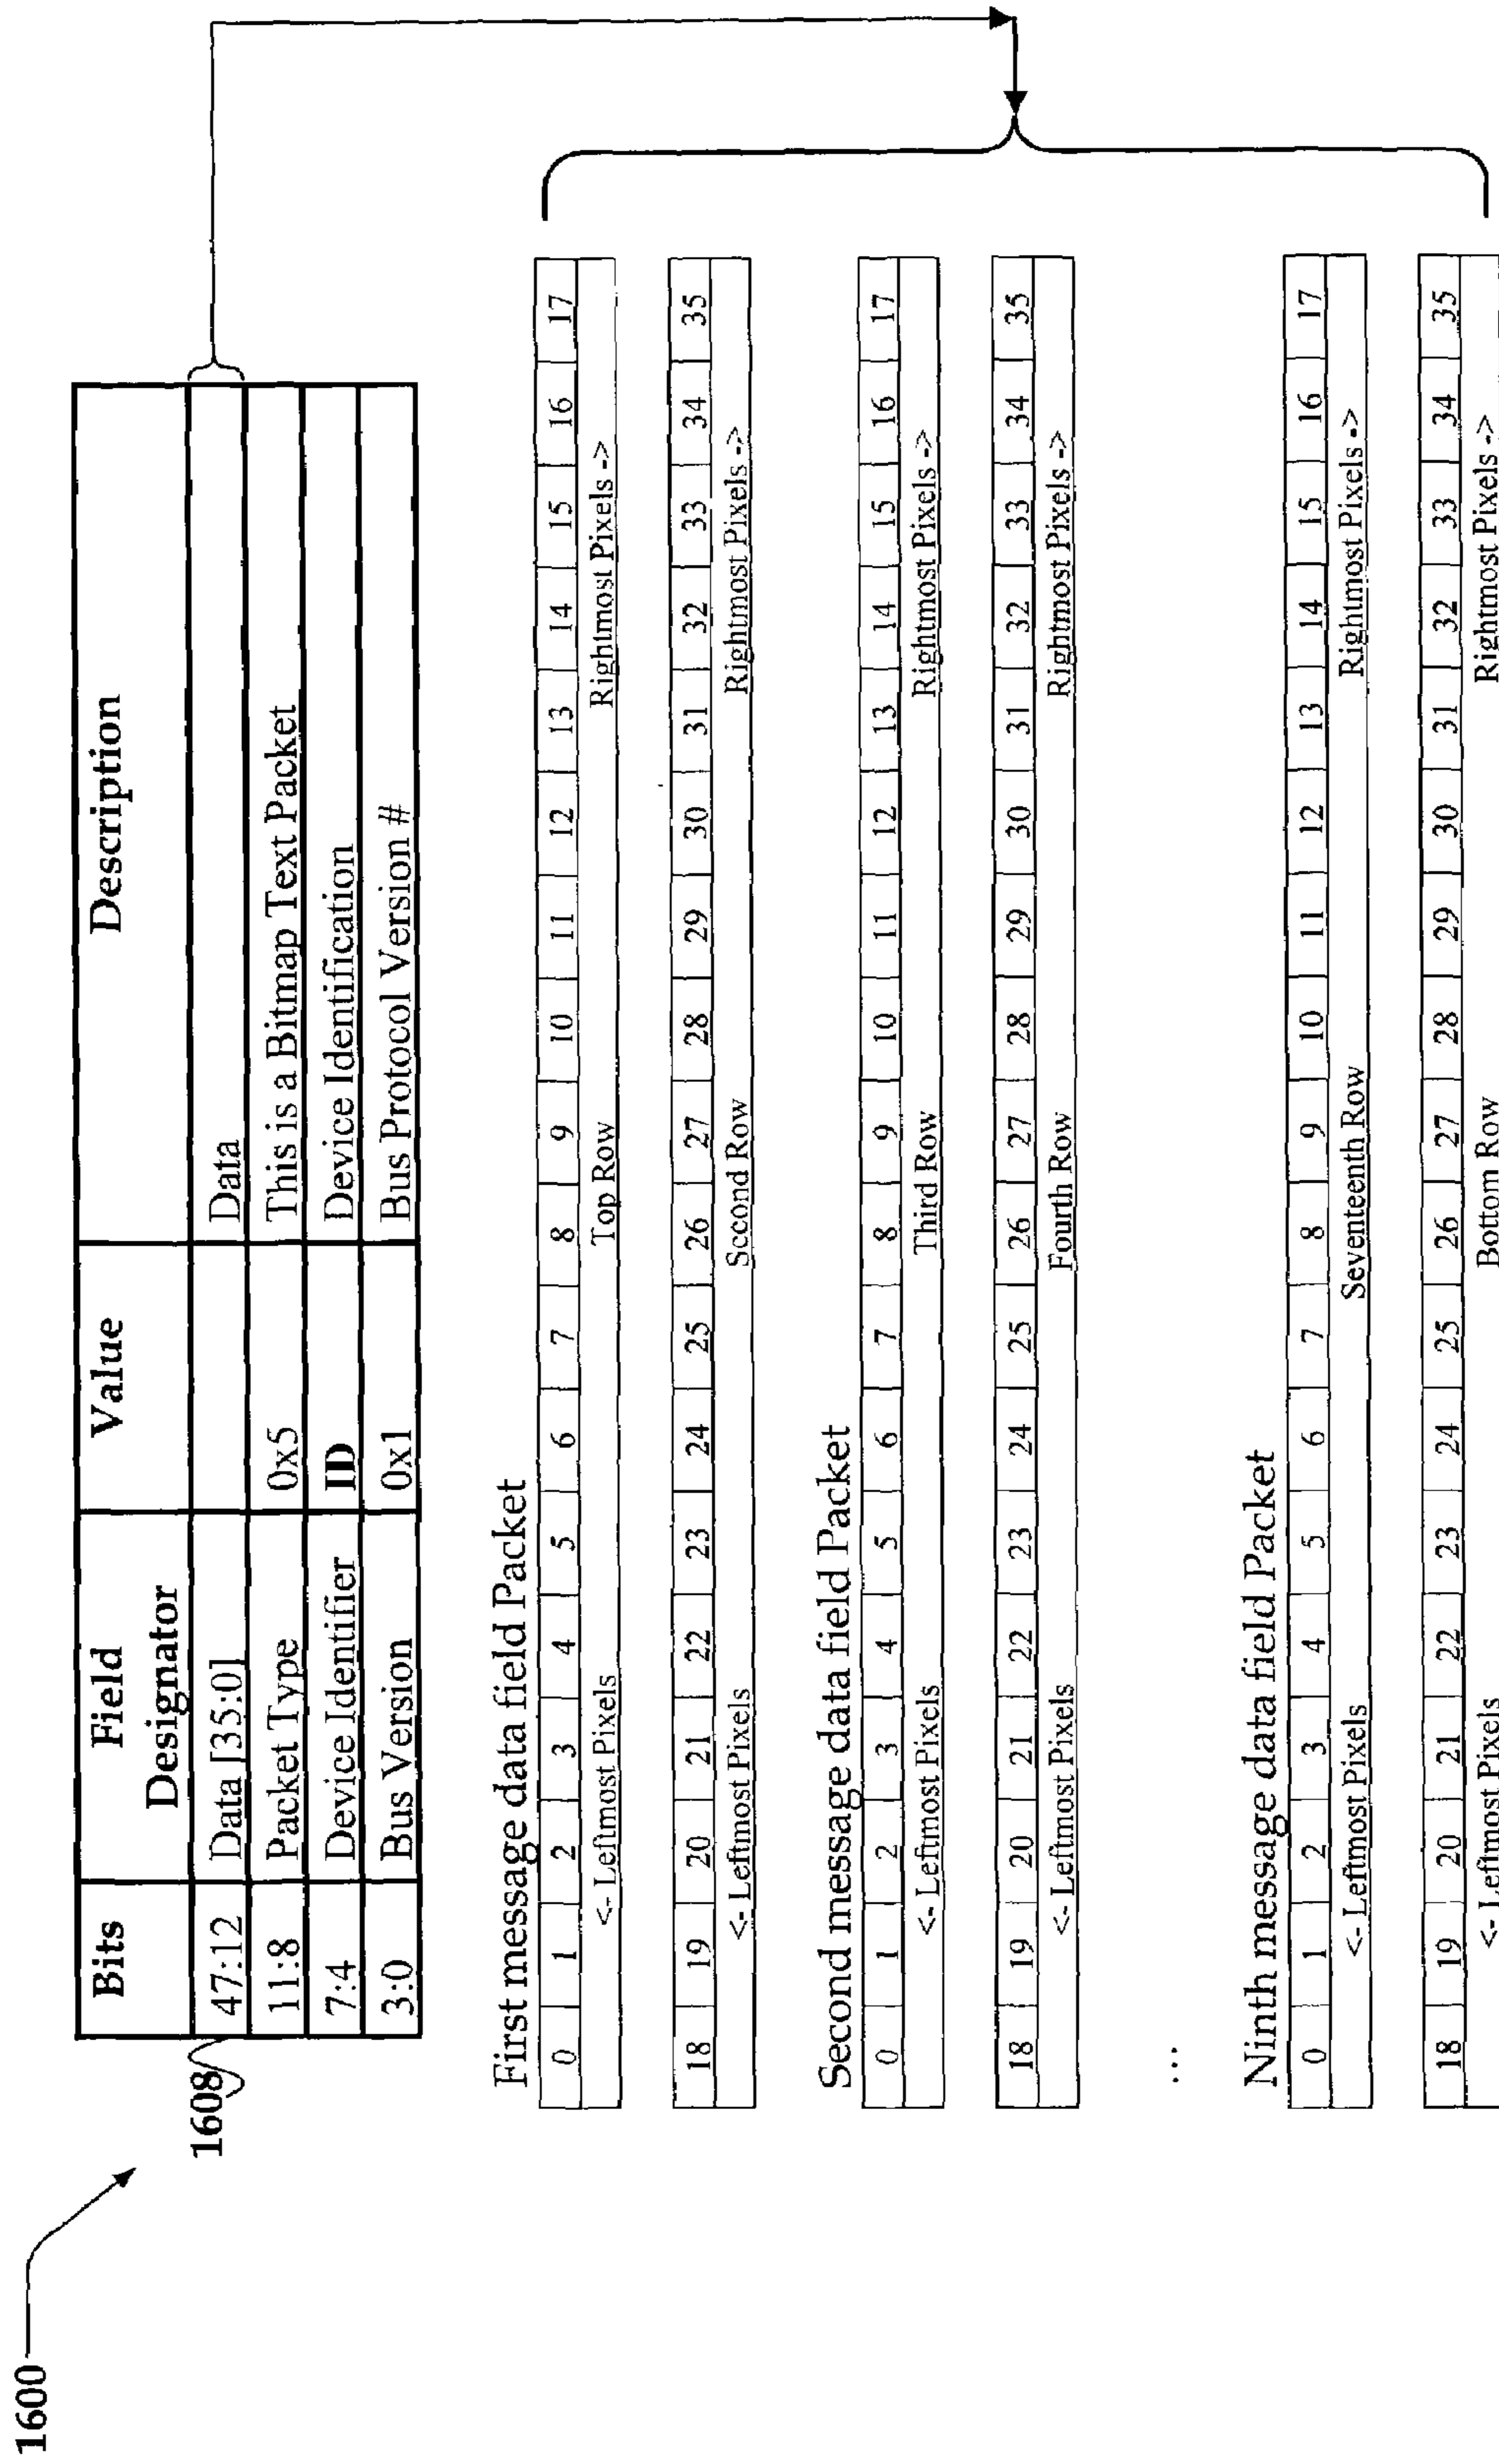 1600
1608
Bits Field Designator Value Description
47:12 Data [35:0] Data
11:8 Packet Type 0x5 This is a Bitmap Text Packet
7:4 Device Identifier ID Device Identification
3:0 Bus Version 0x1 Bus Protocol Version #
First message data field Packet
0 1 2 3 4 5 6 7 8 9 10 11 12 13 14 15 16 17
<- Leftmost Pixels Top Row Rightmost Pixels ->
18 19 20 21 22 23 24 25 26 27 28 29 30 31 32 33 34 35
<- Leftmost Pixels Second Row Rightmost Pixels ->
Second message data field Packet
0 1 2 3 4 5 6 7 8 9 10 11 12 13 14 15 16 17
<- Leftmost Pixels Third Row Rightmost Pixels ->
18 19 20 21 22 23 24 25 26 27 28 29 30 31 32 33 34 35
<- Leftmost Pixels Fourth Row Rightmost Pixels ->
...
Ninth message data field Packet
0 1 2 3 4 5 6 7 8 9 10 11 12 13 14 15 16 17
<- Leftmost Pixels Seventeenth Row Rightmost Pixels ->
18 19 20 21 22 23 24 25 26 27 28 29 30 31 32 33 34 35
<- Leftmost Pixels Bottom Row Rightmost Pixels ->